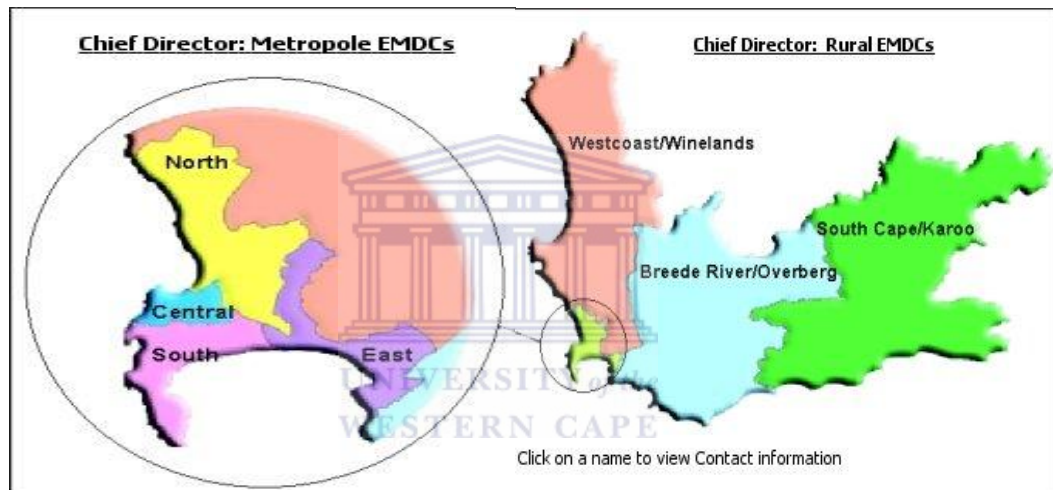 Chief Director: Metropole EMDCs
Chief Director: Rural EMDCs
North
Central
South
East
Westcoast/Winelands
South Cape/Karoo
Breede River/Overberg
UNIVERSITY of the
WESTERN CAPE
Click on a name to view Contact information